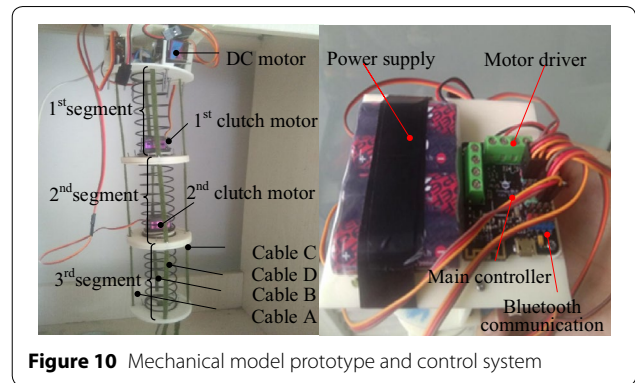 DC motor
1st segment
1st clutch motor
2nd segment
2nd clutch motor
3rd segment
Cable C
Cable D
Cable B
Cable A
Power supply
Motor driver
Main controller
Bluetooth
communication
Figure 10 Mechanical model prototype and control system